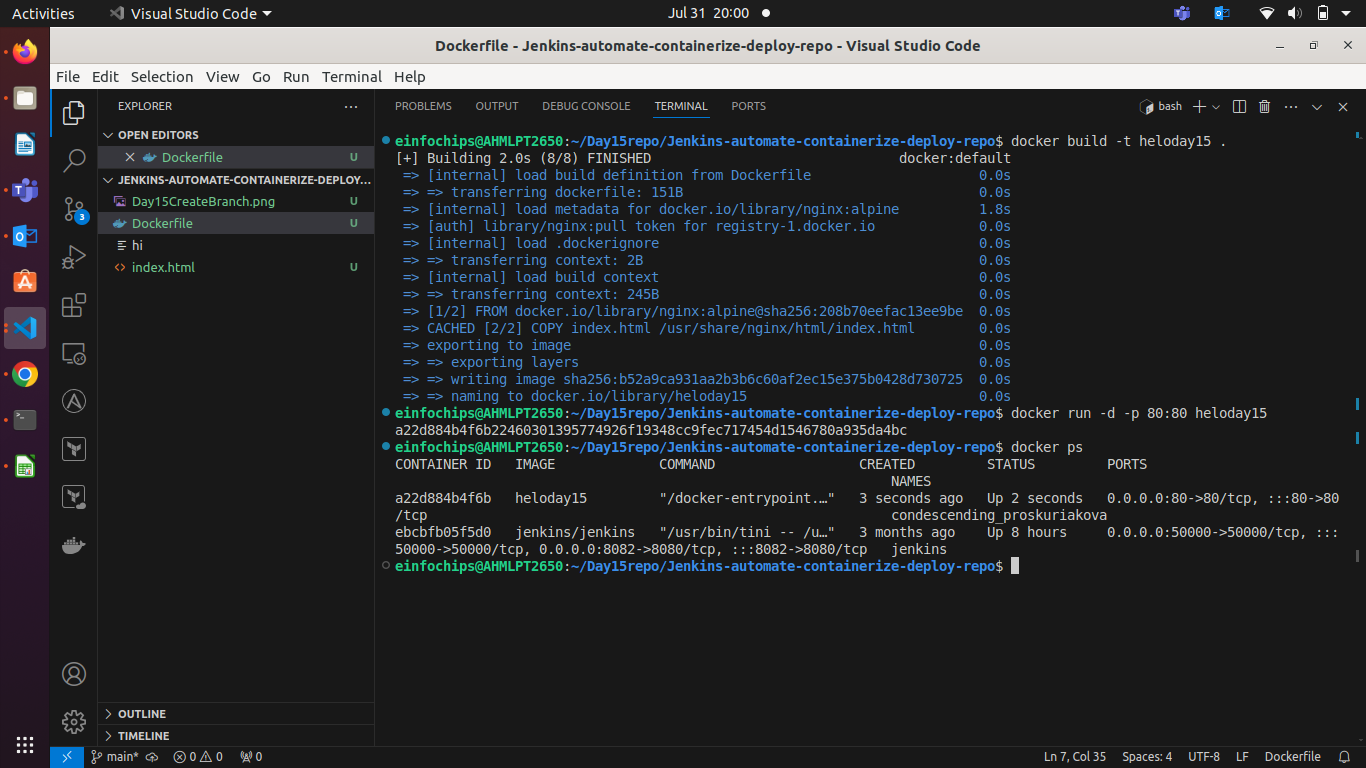 Activities
Visual Studio Code
Jul 31 20:00
Dockerfile - Jenkins-automate-containerize-deploy-repo - Visual Studio Code
File Edit Selection View Go Run Terminal Help
EXPLORER
OPEN EDITORS
Dockerfile U
JENKINS-AUTOMATE-CONTAINERIZE-DEPLOY...
Day15CreateBranch.png U
Dockerfile U
hi
index.html U
3
OUTLINE
TIMELINE
PROBLEMS OUTPUT DEBUG CONSOLE TERMINAL PORTS
bash
einfochips@AHMLPT2650:~/Day15repo/Jenkins-automate-containerize-deploy-repo$ docker build -t heloday15 .
[+] Building 2.0s (8/8) FINISHED docker:default
=> [internal] load build definition from Dockerfile 0.0s
=> => transferring dockerfile: 151B 0.0s
=> [internal] load metadata for docker.io/library/nginx:alpine 1.8s
=> [auth] library/nginx:pull token for registry-1.docker.io 0.0s
=> [internal] load .dockerignore 0.0s
=> => transferring context: 2B 0.0s
=> [internal] load build context 0.0s
=> => transferring context: 245B 0.0s
=> [1/2] FROM docker.io/library/nginx:alpine@sha256:208b70eefac13ee9be 0.0s
=> CACHED [2/2] COPY index.html /usr/share/nginx/html/index.html 0.0s
=> exporting to image 0.0s
=> => exporting layers 0.0s
=> => writing image sha256:b52a9ca931aa2b3b6c60af2ec15e375b0428d730725 0.0s
=> => naming to docker.io/library/heloday15 0.0s
einfochips@AHMLPT2650:~/Day15repo/Jenkins-automate-containerize-deploy-repo$ docker run -d -p 80:80 heloday15
a22d884b4f6b22460301395774926f19348cc9fec717454d1546780a935da4bc
einfochips@AHMLPT2650:~/Day15repo/Jenkins-automate-containerize-deploy-repo$ docker ps
CONTAINER ID IMAGE COMMAND CREATED STATUS PORTS
NAMES
a22d884b4f6b heloday15 "/docker-entrypoint.…" 3 seconds ago Up 2 seconds 0.0.0.0:80->80/tcp, :::80->80
/tcp condescending_proskuriakova
ebcbfb05f5d0 jenkins/jenkins "/usr/bin/tini -- /u…" 3 months ago Up 8 hours 0.0.0.0:50000->50000/tcp, :::
50000->50000/tcp, 0.0.0.0:8082->8080/tcp, :::8082->8080/tcp jenkins
einfochips@AHMLPT2650:~/Day15repo/Jenkins-automate-containerize-deploy-repo$
main* 0 0 0
Ln 7, Col 35 Spaces: 4 UTF-8 LF Dockerfile